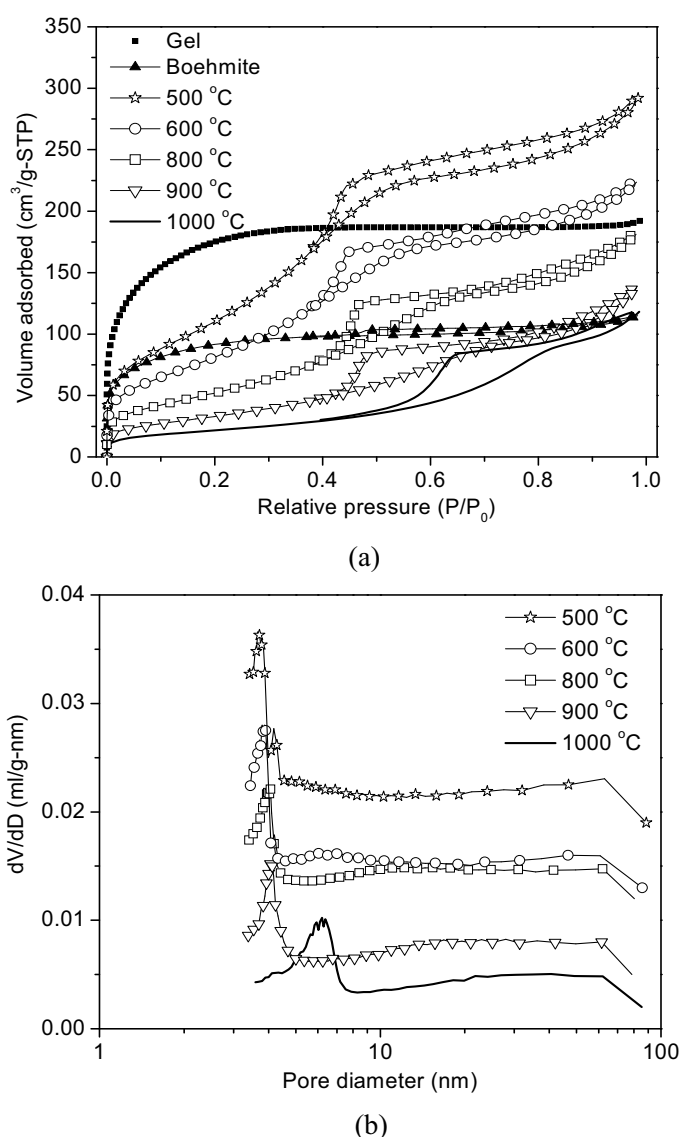 350
300
250
200
150
100
50
0
Volume adsorbed (cm³/g-STP)
Gel
Boehmite
500 °C
600 °C
800 °C
900 °C
1000 °C
0.0 0.2 0.4 0.6 0.8 1.0
Relative pressure (P/P₀)
(a)
0.04
0.03
0.02
0.01
0.00
dV/dD (ml/g-nm)
500 °C
600 °C
800 °C
900 °C
1000 °C
1 10 100
Pore diameter (nm)
(b)